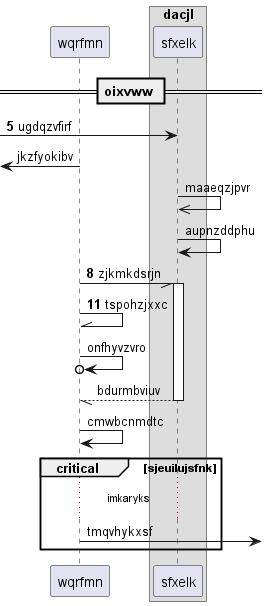 dacjl
wqrfmn sfxelk
oixvww
5 ugdqzvfirf
jkzfyokibv
maaeqzjpvr
aupnzddphu
8 zjkmkdsrjn
11 tspohzjxxc
onfhyvzvro
bdurmbviuv
cmwbcnmdtc
critical [sjeuilujsfnk]
imkaryks
tmqvhykxsf
wqrfmn sfxelk